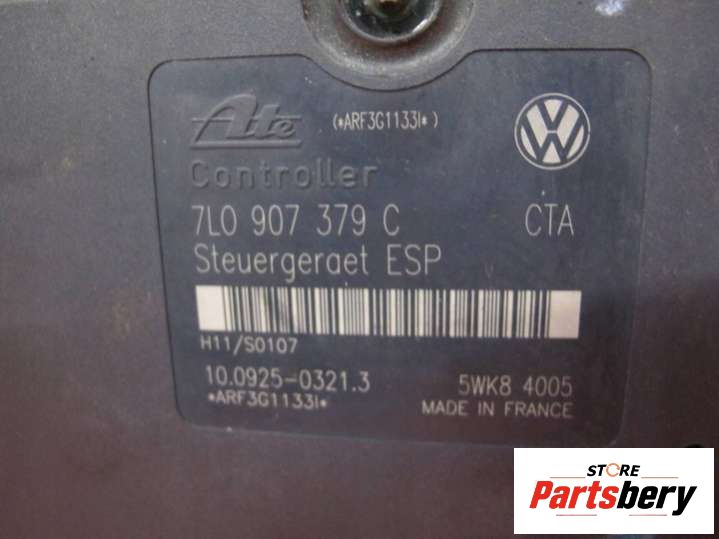 Ate (*ARF3G1133I*)
Controller
7L0 907 379 C CTA
Steuergeraet ESP
H11/S0107
10.0925-0321.3 5WK8 4005
*ARF3G1133I* MADE IN FRANCE
STORE
Partsbery